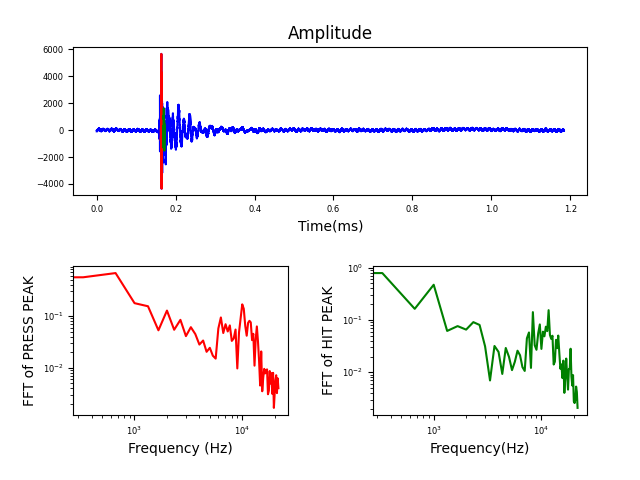 Amplitude
6000
4000
2000
0
−2000
−4000
0.0 0.2 0.4 0.6 0.8 1.0 1.2
Time(ms)
FFT of PRESS PEAK
10⁻¹
10⁻²
10³ 10⁴
Frequency (Hz)
FFT of HIT PEAK
10⁰
10⁻¹
10⁻²
10³ 10⁴
Frequency(Hz)